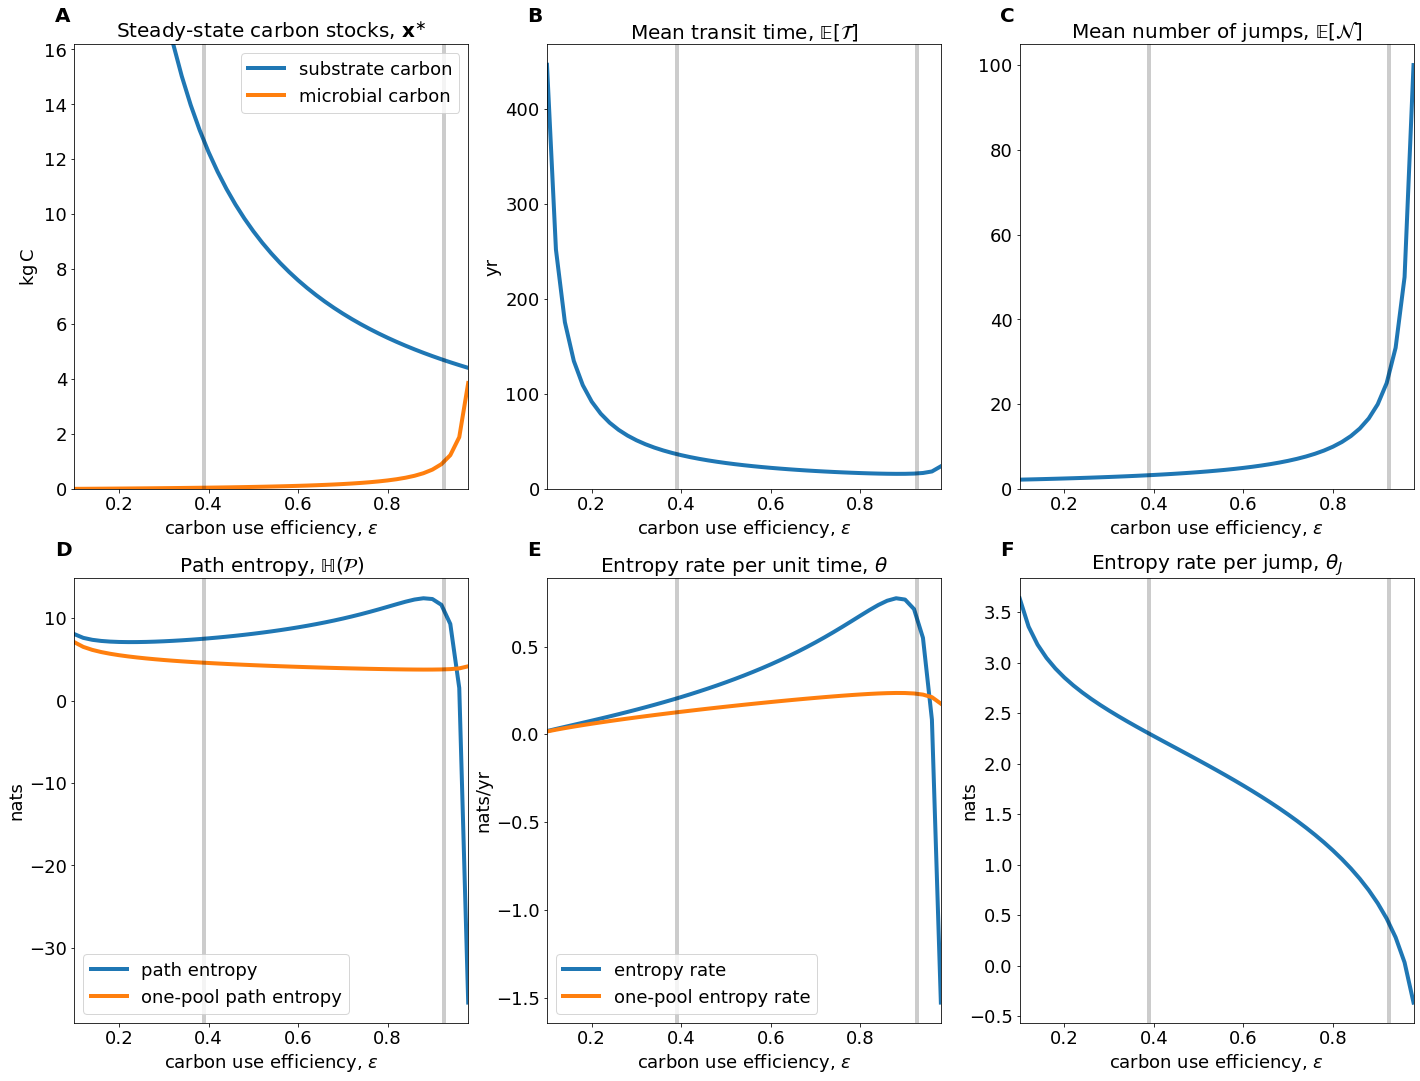 A
Steady-state carbon stocks, x*
16
14
12
10
8
6
4
2
0
kg C
substrate carbon
microbial carbon
0.2 0.4 0.6 0.8
carbon use efficiency, ε
B
Mean transit time, 𝔼[𝒯]
400
300
200
100
0
yr
0.2 0.4 0.6 0.8
carbon use efficiency, ε
C
Mean number of jumps, 𝔼[𝒩]
100
80
60
40
20
0
0.2 0.4 0.6 0.8
carbon use efficiency, ε
D
Path entropy, ℍ(𝒫)
10
0
−10
−20
−30
nats
path entropy
one-pool path entropy
0.2 0.4 0.6 0.8
carbon use efficiency, ε
E
Entropy rate per unit time, θ
0.5
0.0
−0.5
−1.0
−1.5
nats/yr
entropy rate
one-pool entropy rate
0.2 0.4 0.6 0.8
carbon use efficiency, ε
F
Entropy rate per jump, θ_J
3.5
3.0
2.5
2.0
1.5
1.0
0.5
0.0
−0.5
nats
0.2 0.4 0.6 0.8
carbon use efficiency, ε